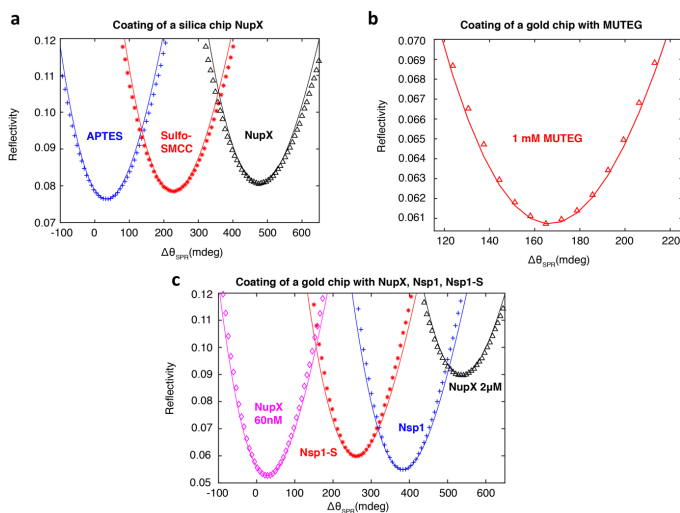 a
Coating of a silica chip NupX
0.12
0.11
0.10
0.09
0.08
0.07
Reflectivity
APTES
Sulfo-
SMCC
NupX
-100 0 100 200 300 400 500 600
ΔθSPR(mdeg)
b
Coating of a gold chip with MUTEG
0.070
0.069
0.068
0.067
0.066
0.065
0.064
0.063
0.062
0.061
Reflectivity
1 mM MUTEG
120 140 160 180 200 220
ΔθSPR(mdeg)
c
Coating of a gold chip with NupX, Nsp1, Nsp1-S
0.12
0.11
0.10
0.09
0.08
0.07
0.06
0.05
Reflectivity
NupX
60nM
Nsp1-S
Nsp1
NupX 2µM
-100 0 100 200 300 400 500 600
ΔθSPR(mdeg)